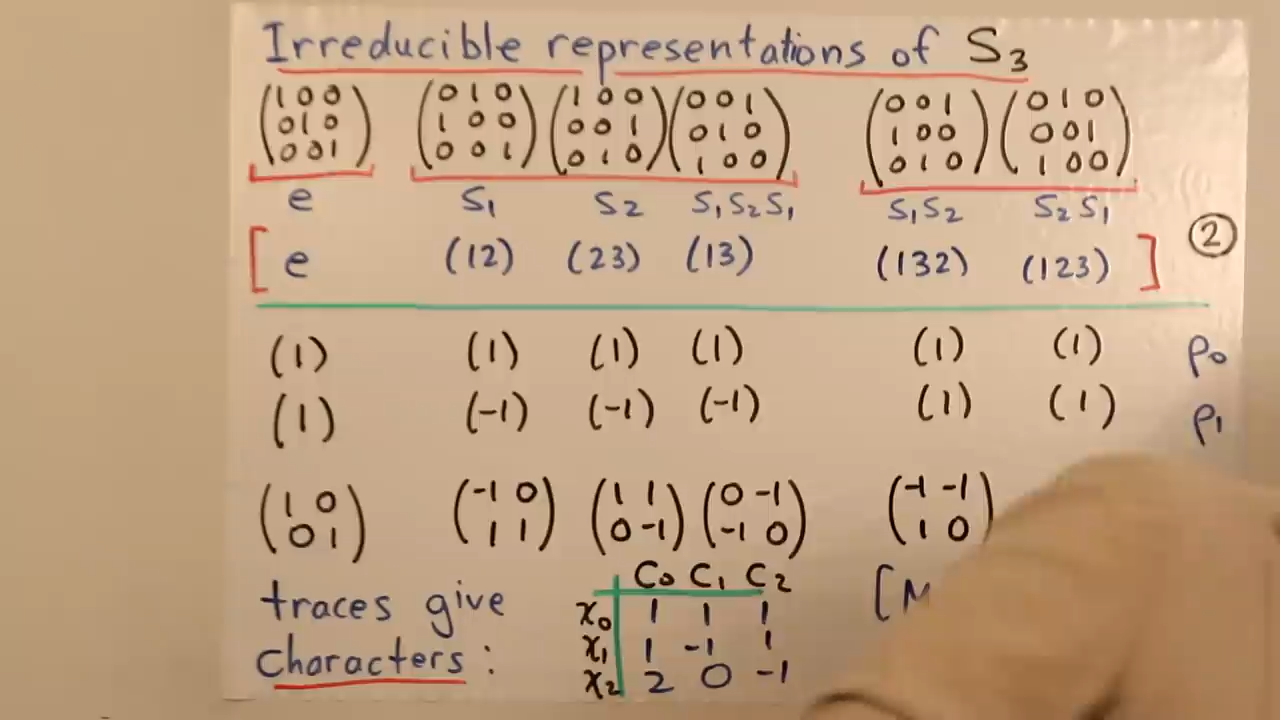 Irreducible representations of S₃
(1 0 0 (0 1 0 (1 0 0 (0 0 1 (0 0 1 (0 1 0
0 1 0 1 0 0 0 0 1 0 1 0 1 0 0 0 0 1
0 0 1) 0 0 1) 0 1 0) 1 0 0) 0 1 0) 1 0 0)
e S₁ S₂ S₁S₂S₁ S₁S₂ S₂S₁
[ e (12) (23) (13) (132) (123) ] ②
(1) (1) (1) (1) (1) (1) ρ₀
(1) (-1) (-1) (-1) (1) (1) ρ₁
(1 0 (-1 0 (1 1 (0 -1 (-1 -1
0 1) 1 1) 0 -1) -1 0) 1 0)
C₀ C₁ C₂
traces give χ₀ 1 1 1
χ₁ 1 -1 1
characters: χ₂ 2 0 -1